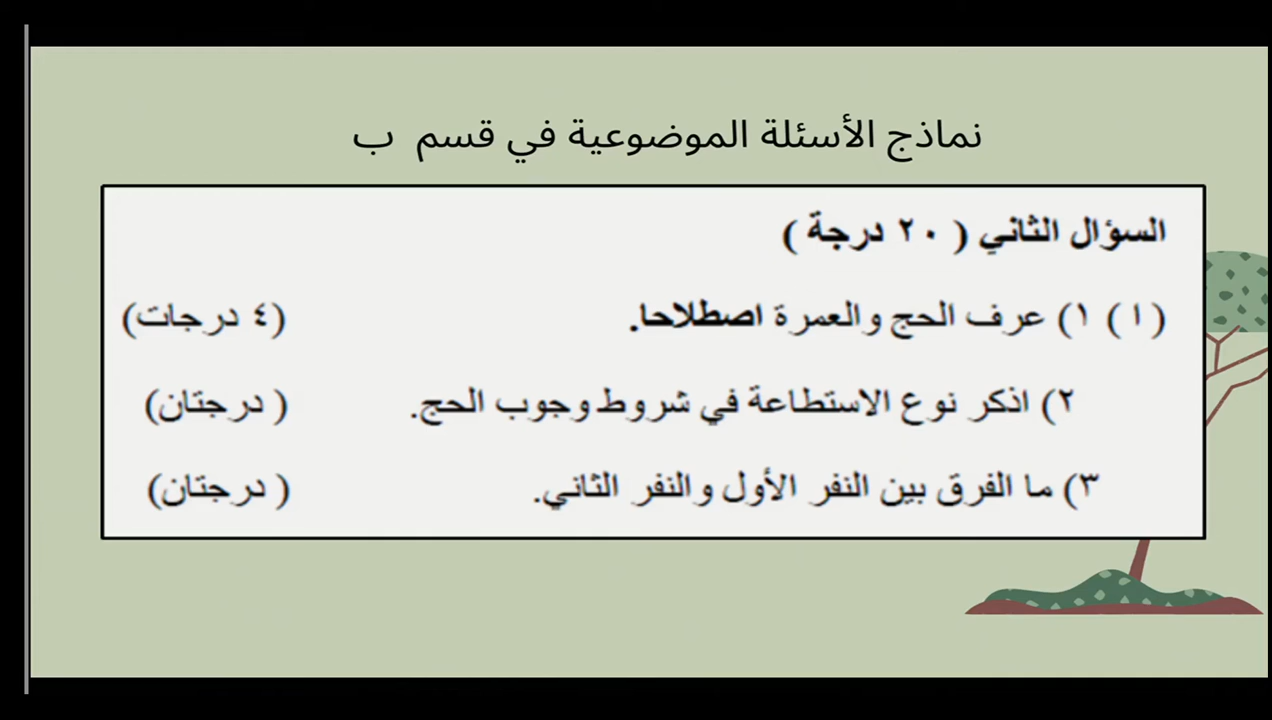 نماذج الأسئلة الموضوعية في قسم ب
السؤال الثاني ( ٢٠ درجة )
(١) ١) عرف الحج والعمرة اصطلاحا. (٤ درجات)
٢) اذكر نوع الاستطاعة في شروط وجوب الحج. ( درجتان)
٣) ما الفرق بين النفر الأول والنفر الثاني. ( درجتان)